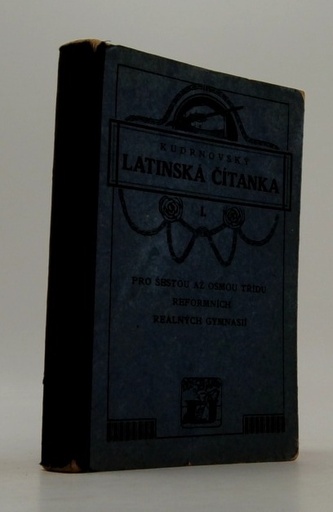 KUDRNOVSKÝ
LATINSKÁ ČÍTANKA
I.
PRO ŠESTOU AŽ OSMOU TŘÍDU
REFORMNÍCH
REÁLNÝCH GYMNASIÍ